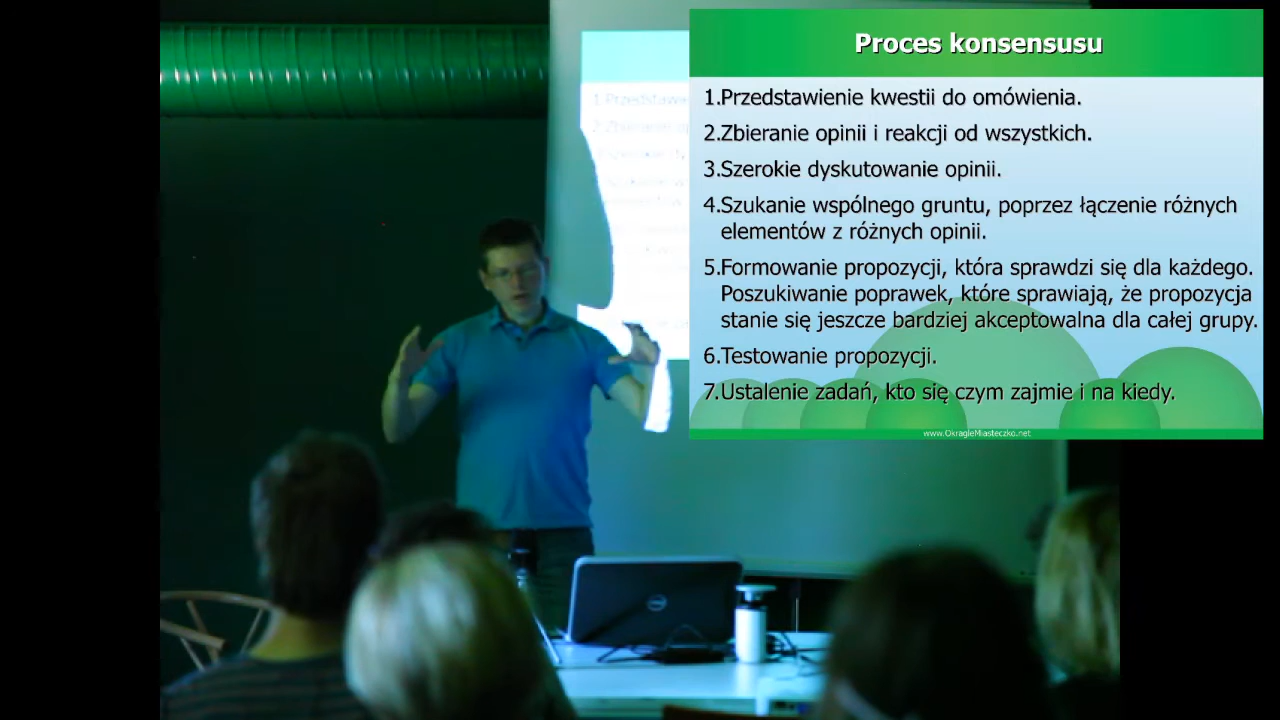 Proces konsensusu
1.Przedstawienie kwestii do omówienia.
2.Zbieranie opinii i reakcji od wszystkich.
3.Szerokie dyskutowanie opinii.
4.Szukanie wspólnego gruntu, poprzez łączenie różnych
elementów z różnych opinii.
5.Formowanie propozycji, która sprawdzi się dla każdego.
Poszukiwanie poprawek, które sprawiają, że propozycja
stanie się jeszcze bardziej akceptowalna dla całej grupy.
6.Testowanie propozycji.
7.Ustalenie zadań, kto się czym zajmie i na kiedy.
www.OkragleMiasteczko.net